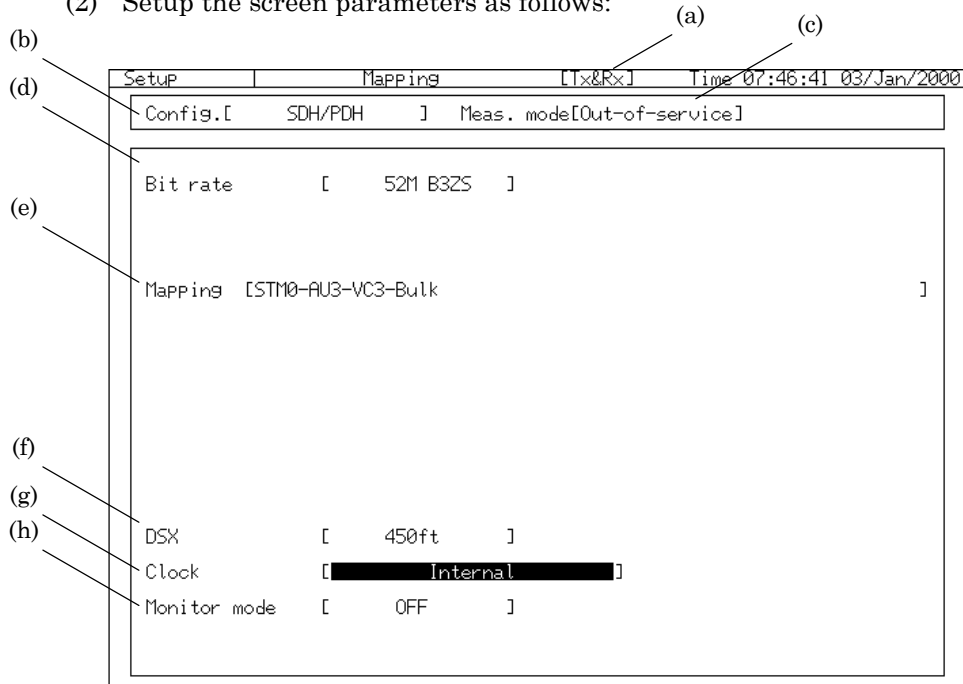 (2) Setup the screen parameters as follows:
(a)
(c)
(b)
Setup Mapping [Tx&Rx] Time 07:46:41 03/Jan/2000
(d)
Config.[ SDH/PDH ] Meas. mode[Out-of-service]
Bit rate [ 52M B3ZS ]
(e)
Mapping [STM0-AU3-VC3-Bulk ]
(f)
(g)
(h)
DSX [ 450ft ]
Clock [ Internal ]
Monitor mode [ OFF ]